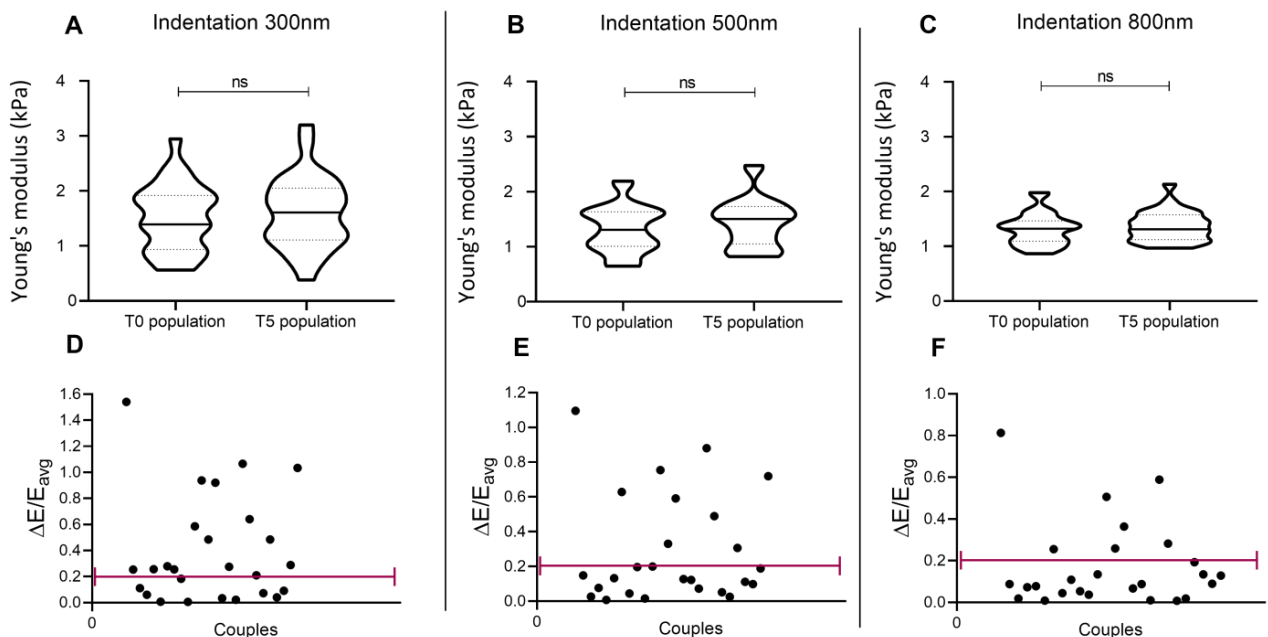 A Indentation 300nm
Young's modulus (kPa)
4
3
2
1
0
ns
T0 population T5 population
B Indentation 500nm
Young's modulus (kPa)
4
3
2
1
0
ns
T0 population T5 population
C Indentation 800nm
Young's modulus (kPa)
4
3
2
1
0
ns
T0 population T5 population
D
ΔE/Eavg
1.6
1.4
1.2
1.0
0.8
0.6
0.4
0.2
0.0
0
Couples
E
ΔE/Eavg
1.2
1.0
0.8
0.6
0.4
0.2
0.0
0
Couples
F
ΔE/Eavg
1.0
0.8
0.6
0.4
0.2
0.0
0
Couples